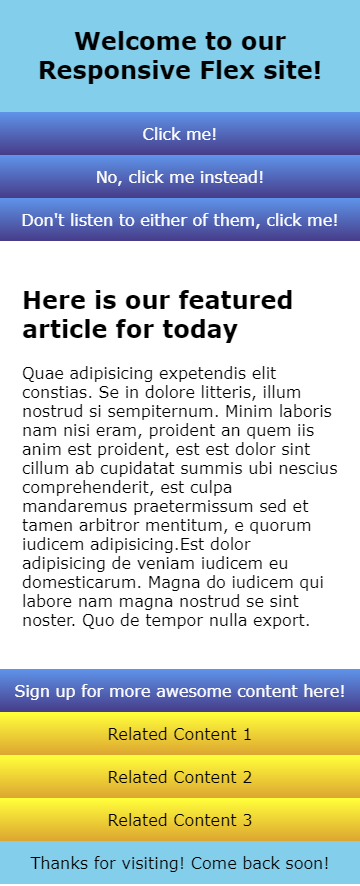 Welcome to our
Responsive Flex site!
Click me!
No, click me instead!
Don't listen to either of them, click me!
Here is our featured
article for today
Quae adipisicing expetendis elit
constias. Se in dolore litteris, illum
nostrud si sempiternum. Minim laboris
nam nisi eram, proident an quem iis
anim est proident, est est dolor sint
cillum ab cupidatat summis ubi nescius
comprehenderit, est culpa
mandaremus praetermissum sed et
tamen arbitror mentitum, e quorum
iudicem adipisicing.Est dolor
adipisicing de veniam iudicem eu
domesticarum. Magna do iudicem qui
labore nam magna nostrud se sint
noster. Quo de tempor nulla export.
Sign up for more awesome content here!
Related Content 1
Related Content 2
Related Content 3
Thanks for visiting! Come back soon!